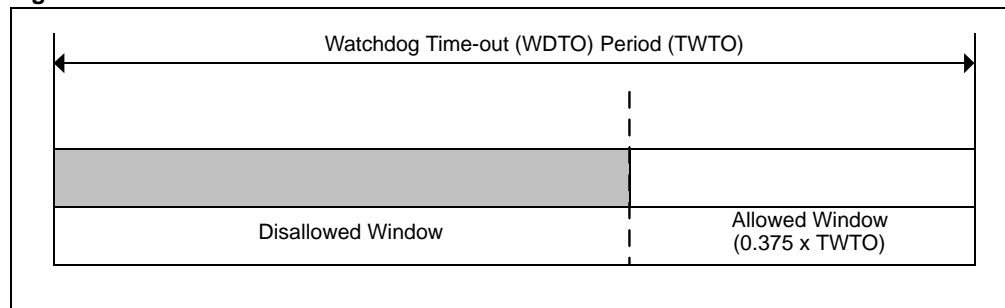 Watchdog Time-out (WDTO) Period (TWTO)
Disallowed Window
Allowed Window
(0.375 x TWTO)